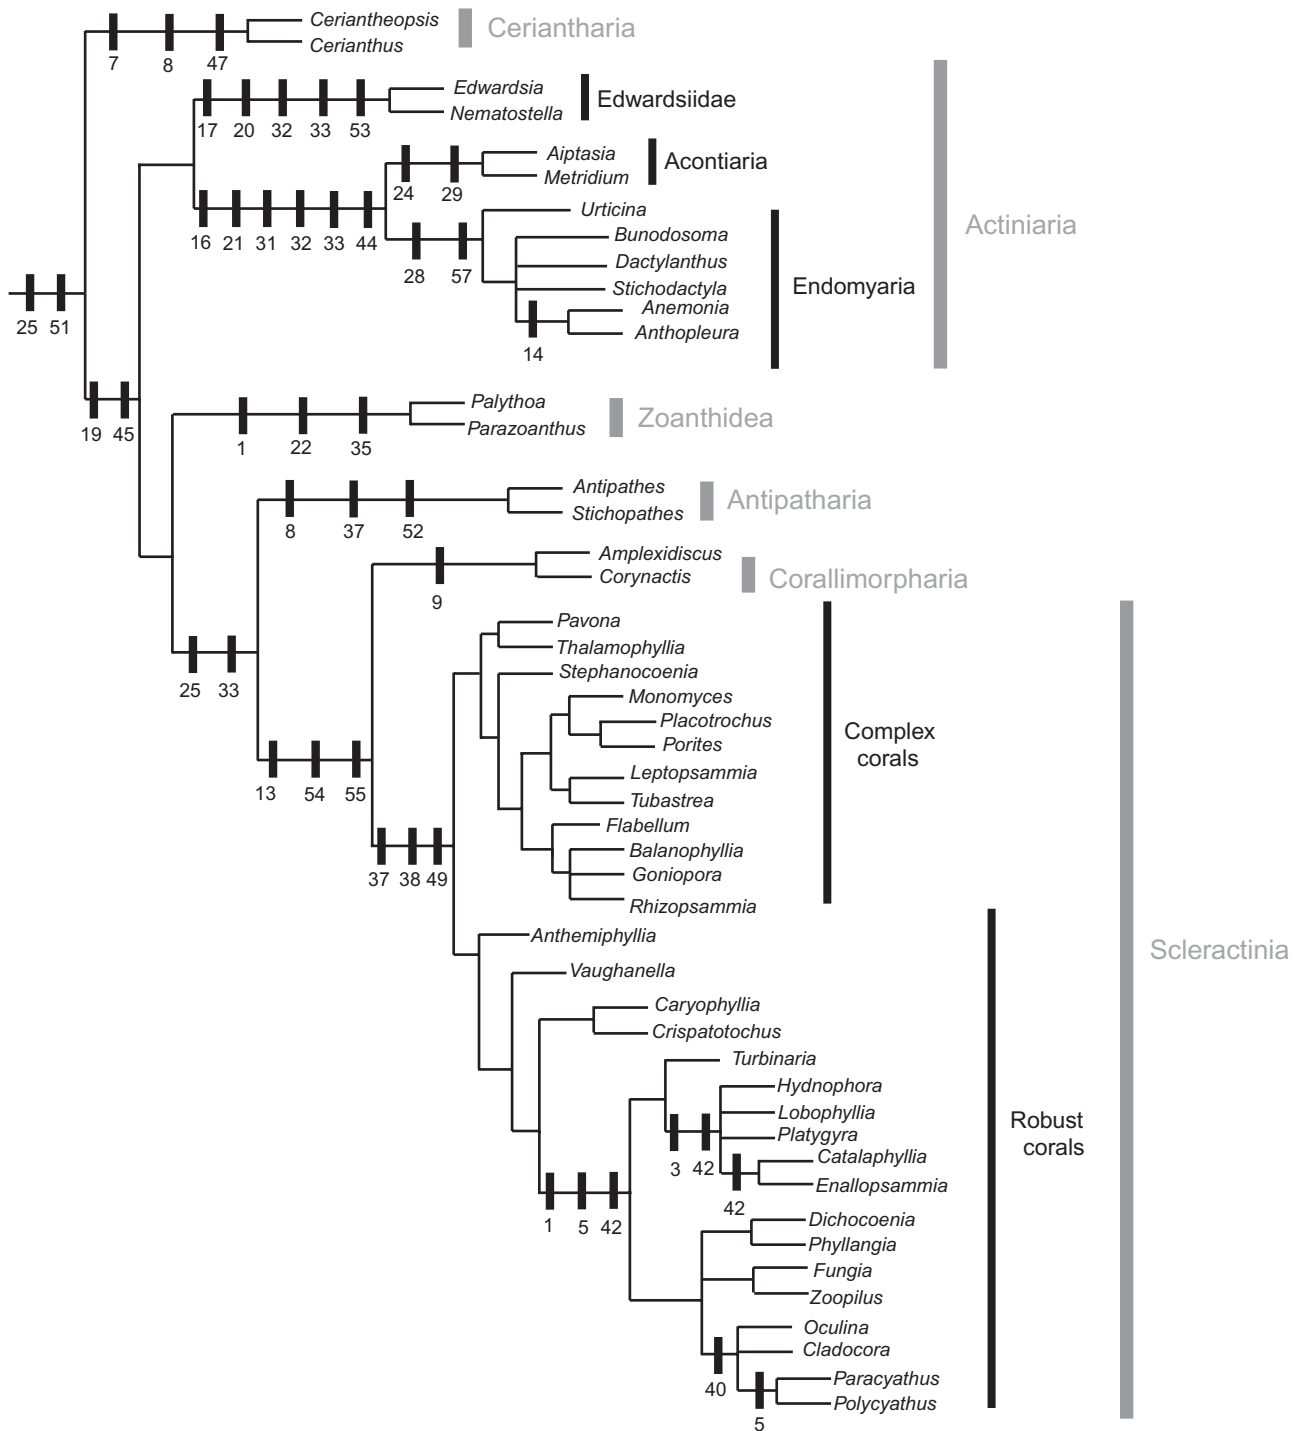 Ceriantheopsis
Cerianthus
Ceriantharia
7 8 47
Edwardsia
Nematostella
Edwardsiidae
17 20 32 33 53
Aiptasia
Metridium
Acontiaria
24 29
Urticina
16 21 31 32 33 44
Bunodosoma
Actiniaria
Dactylanthus
28 57
Endomyaria
Stichodactyla
Anemonia
25 51
Anthopleura
14
Palythoa
Parazoanthus
Zoanthidea
19 45
1 22 35
Antipathes
Stichopathes
Antipatharia
8 37 52
Amplexidiscus
Corynactis
Corallimorpharia
9
Pavona
Thalamophyllia
Stephanocoenia
25 33
Monomyces
Placotrochus
Complex
corals
Porites
Leptopsammia
13 54 55
Tubastrea
Flabellum
Balanophyllia
Goniopora
37 38 49
Rhizopsammia
Anthemiphyllia
Scleractinia
Vaughanella
Caryophyllia
Crispatotochus
Turbinaria
Hydnophora
Lobophyllia
Robust
corals
Platygyra
Catalaphyllia
3 42
Enallopsammia
42
Dichocoenia
1 5 42
Phyllangia
Fungia
Zoopilus
Oculina
Cladocora
Paracyathus
40
Polycyathus
5